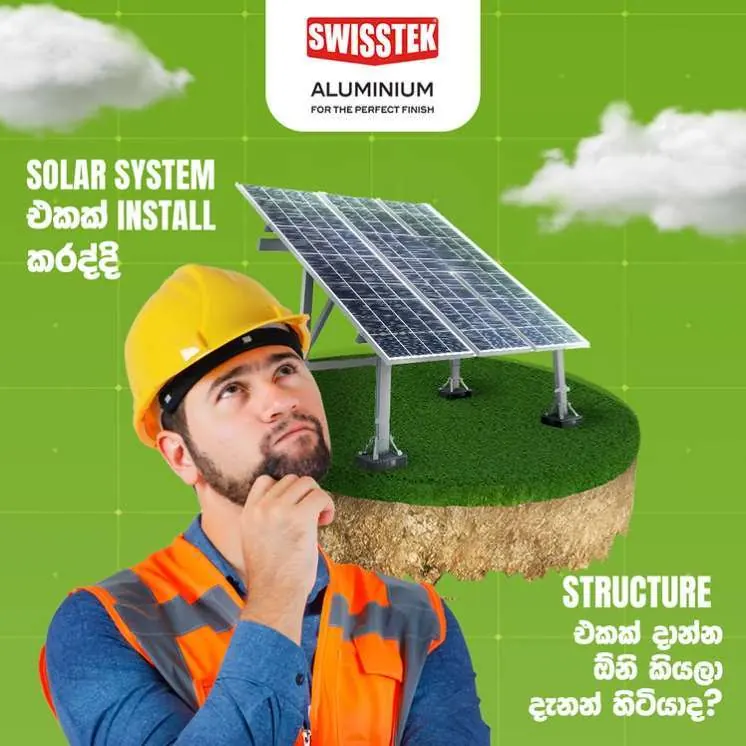 SWISSTEK
ALUMINIUM
FOR THE PERFECT FINISH
SOLAR SYSTEM
එකක් INSTALL
කරද්දි
STRUCTURE
එකක් දාන්න
ඕනි කියලා
දැනන් හිටියාද?